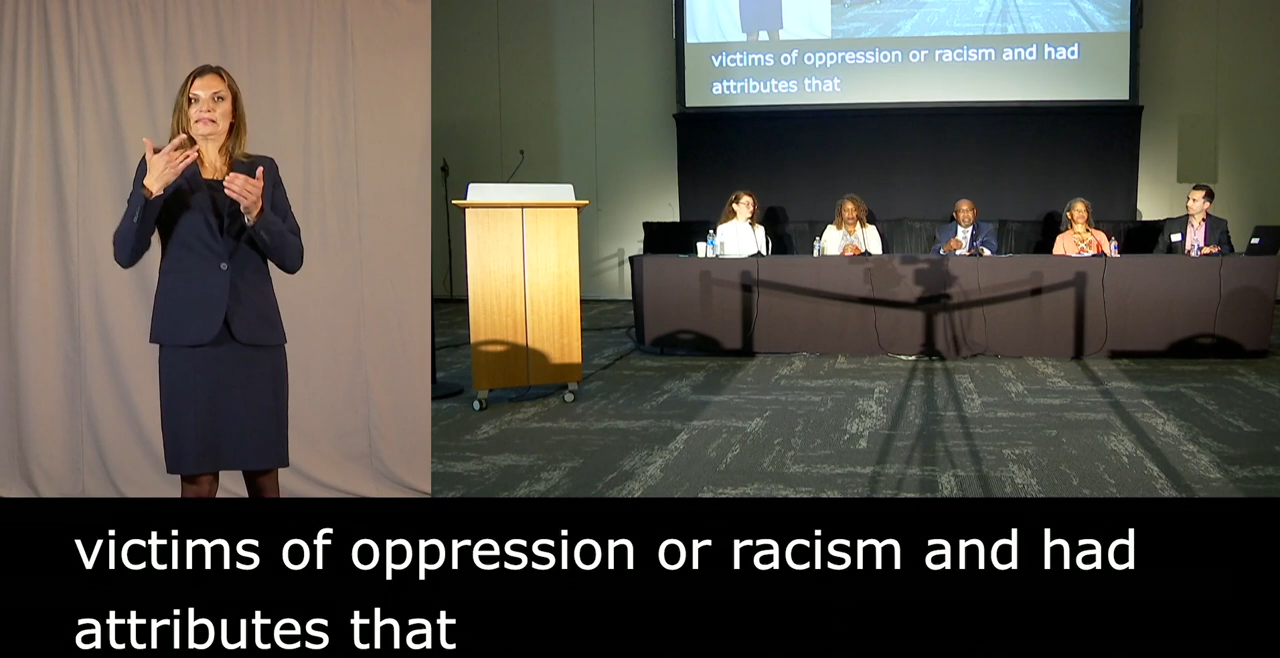 victims of oppression or racism and had
attributes that
victims of oppression or racism and had
attributes that